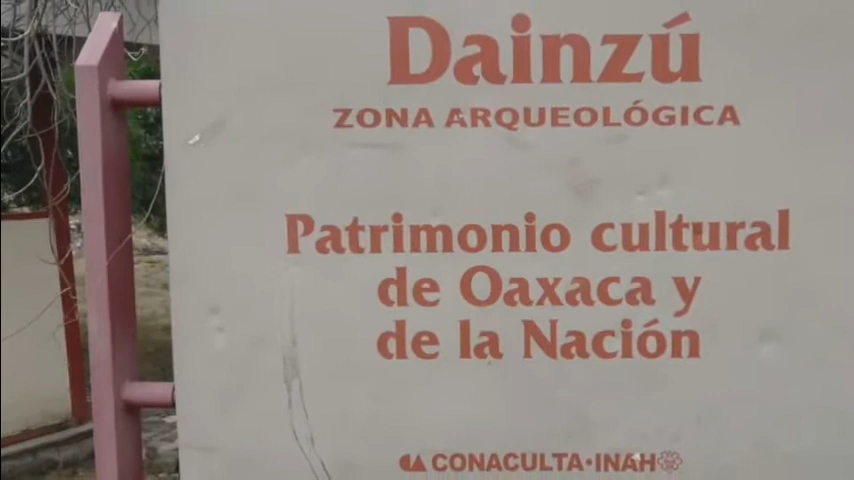 Dainzú
ZONA ARQUEOLÓGICA
Patrimonio cultural
de Oaxaca y
de la Nación
CONACULTA·INAH